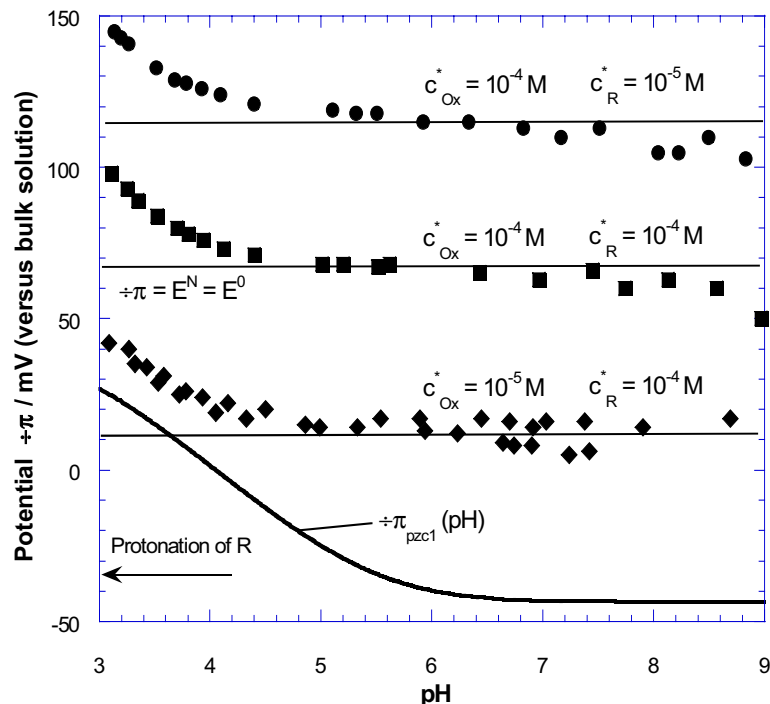 150
c*Ox = 10-4 M c*R = 10-5 M
100
c*Ox = 10-4 M c*R = 10-4 M
÷π = EN = E0
50
c*Ox = 10-5 M c*R = 10-4 M
0
÷πpzc1 (pH)
Protonation of R
-50
3 4 5 6 7 8 9
pH
Potential ÷π / mV (versus bulk solution)